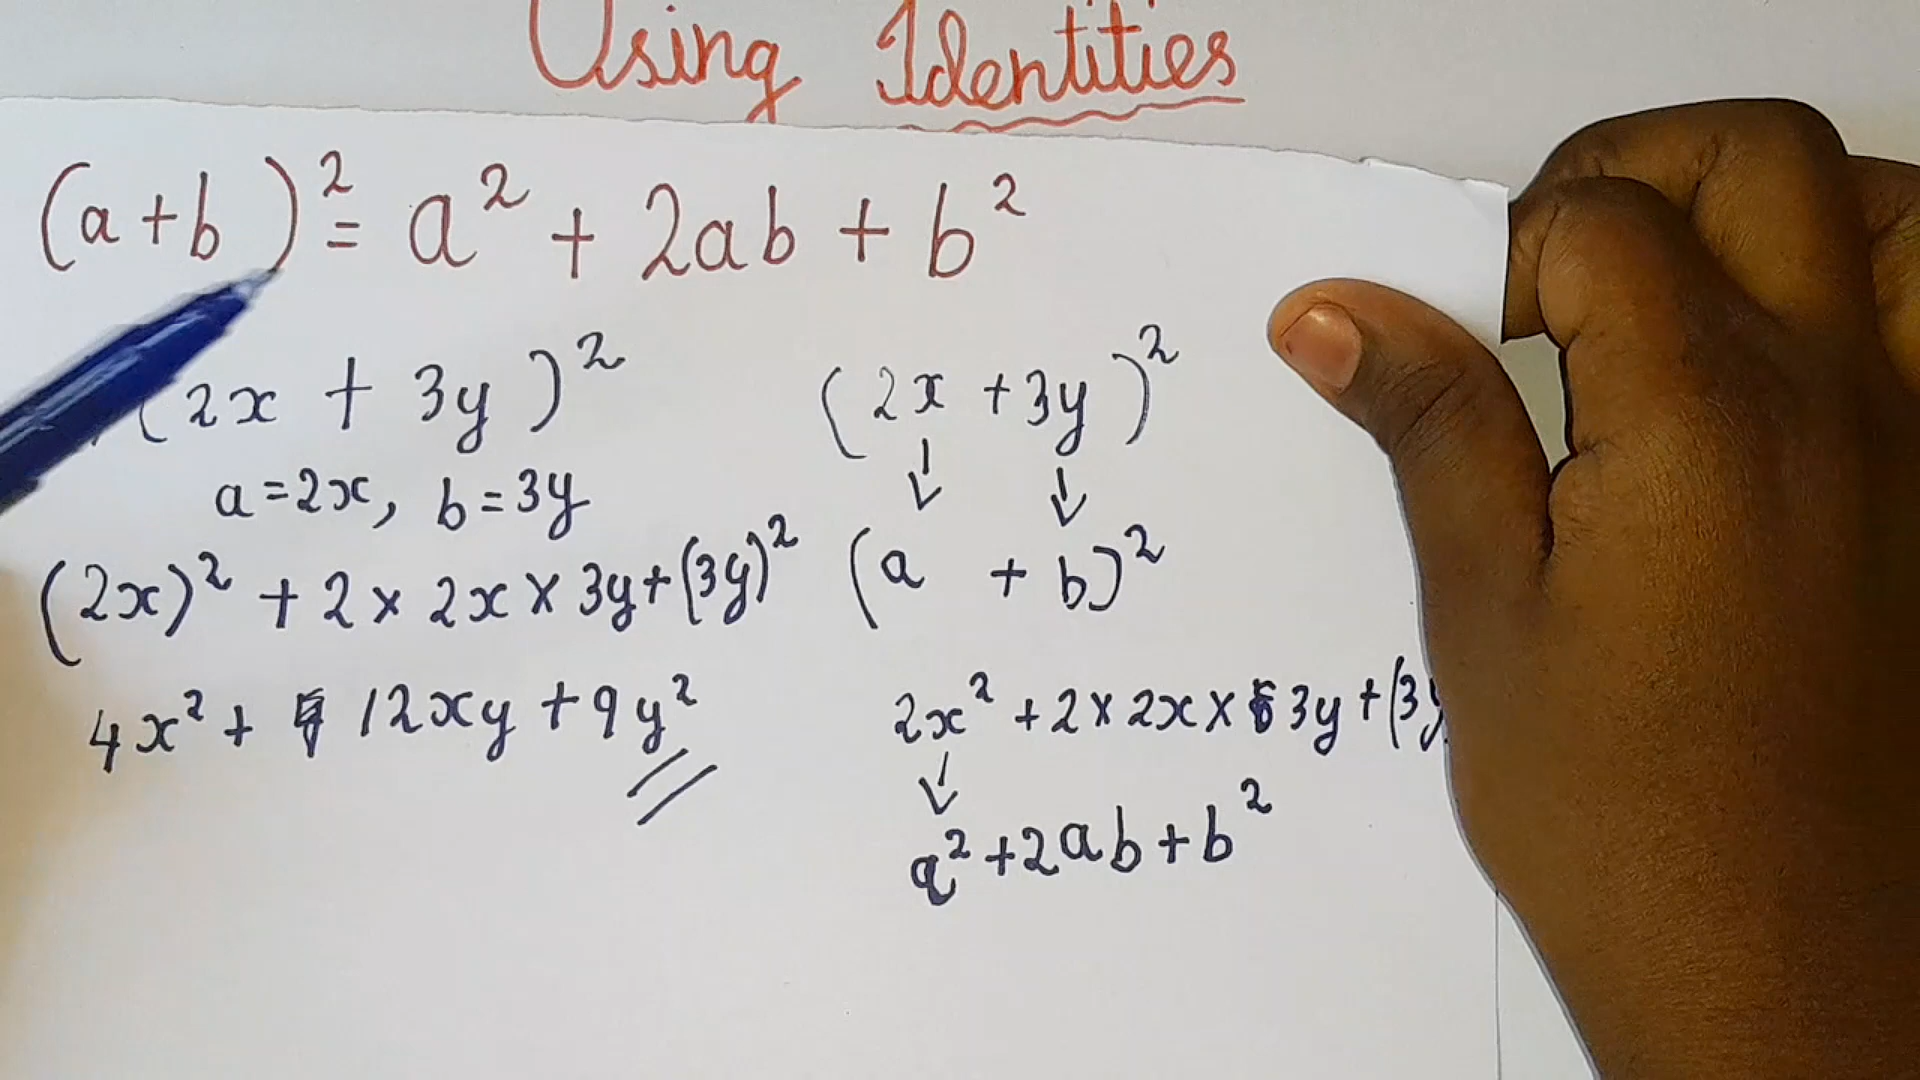 Using Identities
(a+b)² = a² + 2ab + b²
(2x + 3y)²
a=2x, b=3y
(2x)² + 2 × 2x × 3y + (3y)²
4x² + 12xy + 9y²
(2x + 3y)²
(a + b)²
2x² + 2 × 2x × 3y + (3y
a² + 2ab + b²